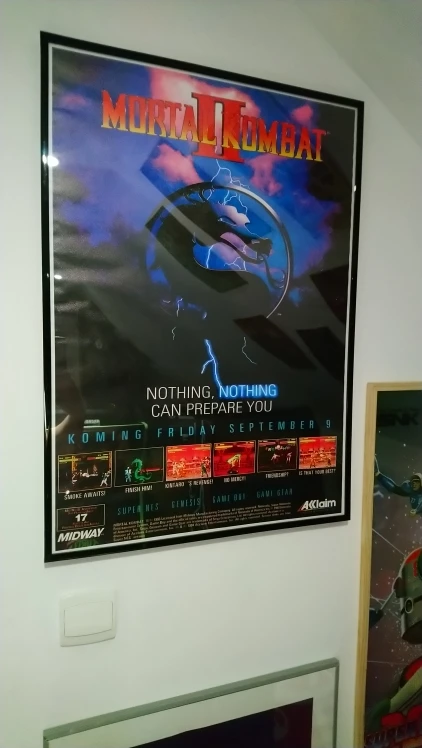 MORTAL KOMBAT
II
NOTHING, NOTHING
CAN PREPARE YOU
KOMING FRIDAY SEPTEMBER 9
SMOKE AWAITS!
FINISH HIM!
KINTARO 'S REVENGE!
NO MERCY!
FRIENDSHIP?
IS THAT YOUR BEST?
SUPER NES GENESIS GAME BOY GAME GEAR
17
MIDWAY
AKklaim